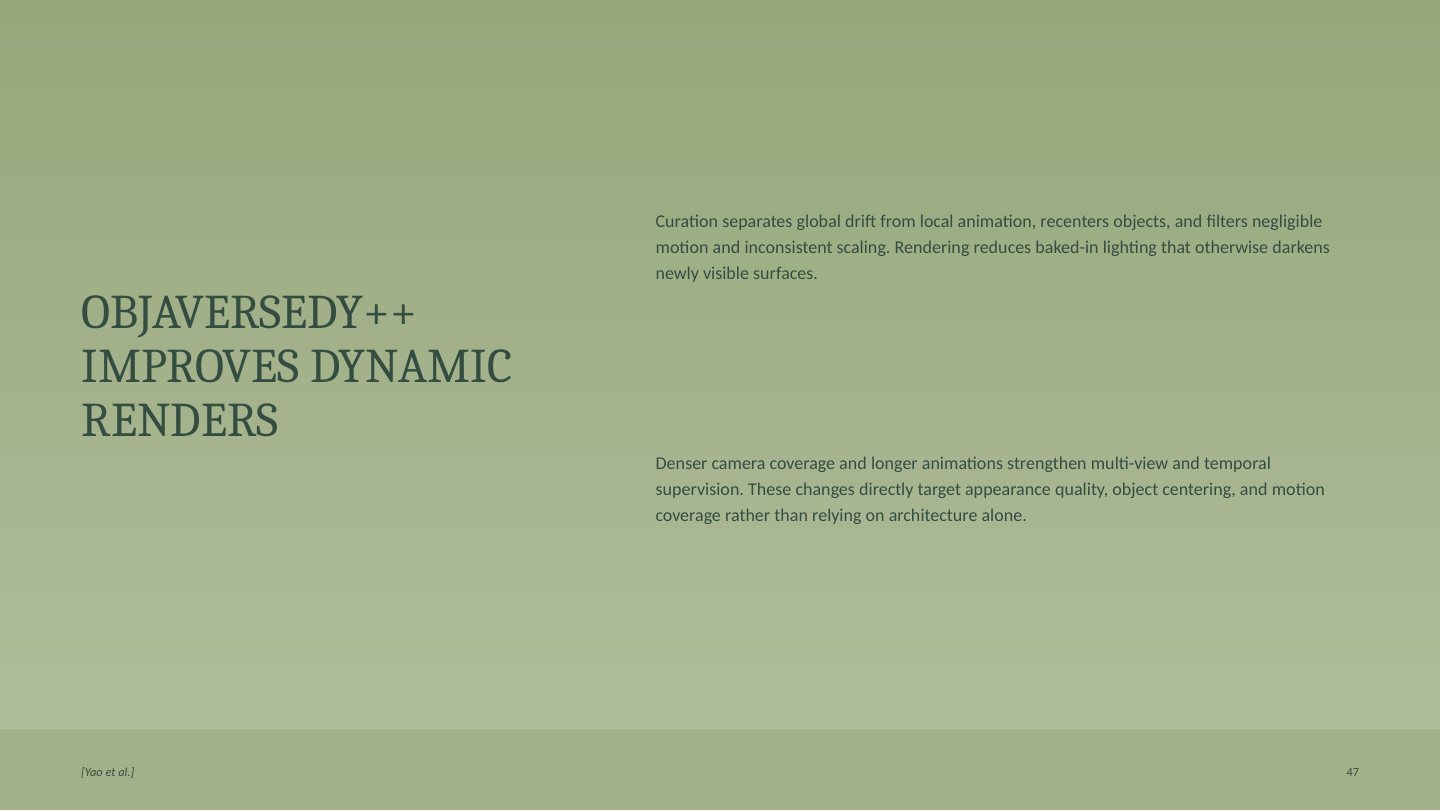 OBJAVERSEDY++
IMPROVES DYNAMIC
RENDERS
Curation separates global drift from local animation, recenters objects, and filters negligible
motion and inconsistent scaling. Rendering reduces baked-in lighting that otherwise darkens
newly visible surfaces.
Denser camera coverage and longer animations strengthen multi-view and temporal
supervision. These changes directly target appearance quality, object centering, and motion
coverage rather than relying on architecture alone.
[Yao et al.]
47